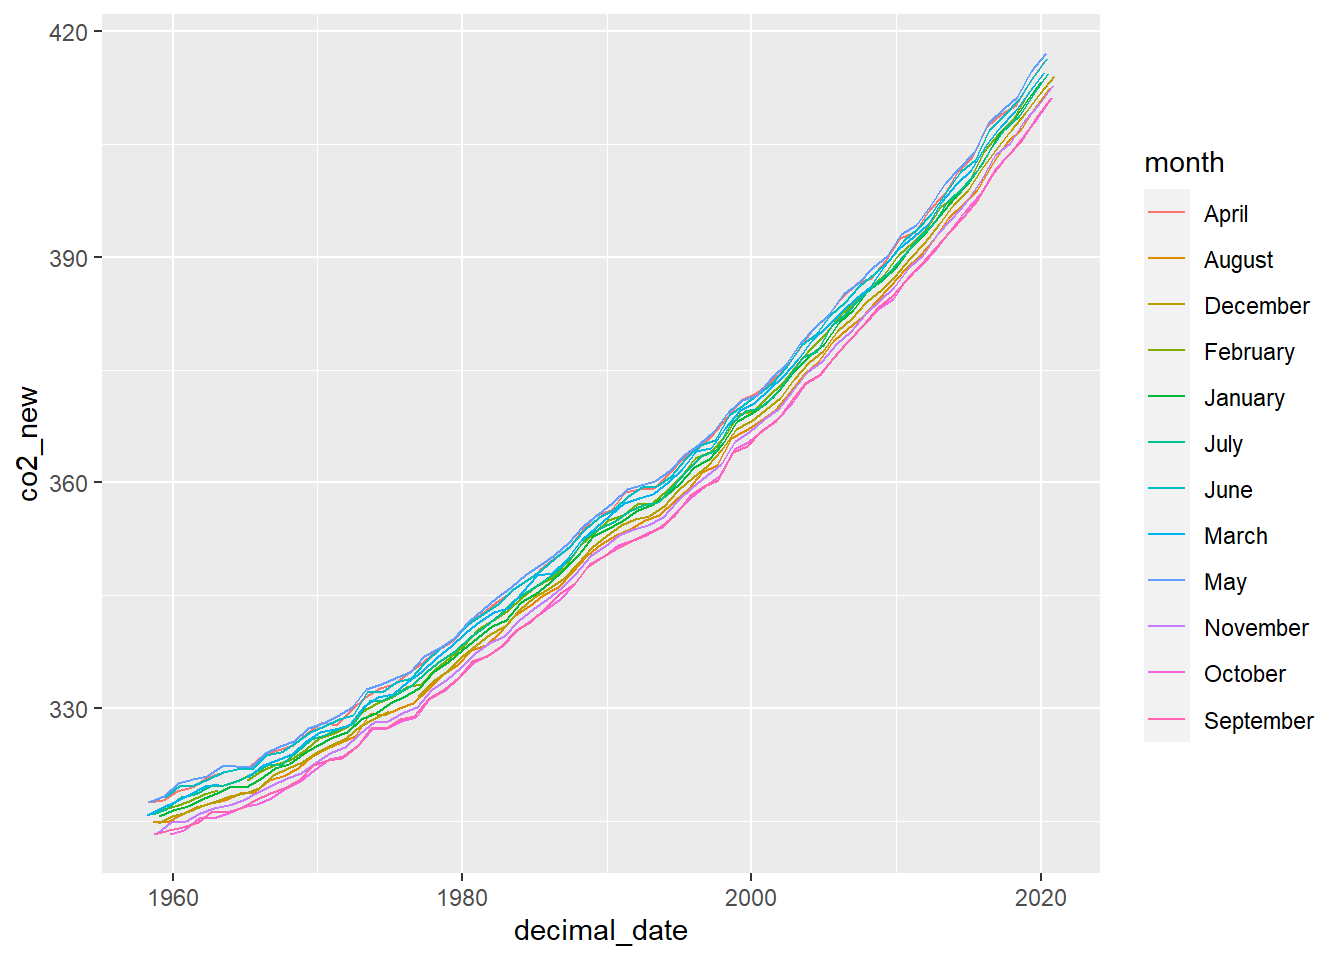 420
390
360
330
co2_new
1960
1980
2000
2020
decimal_date
month
April
August
December
February
January
July
June
March
May
November
October
September